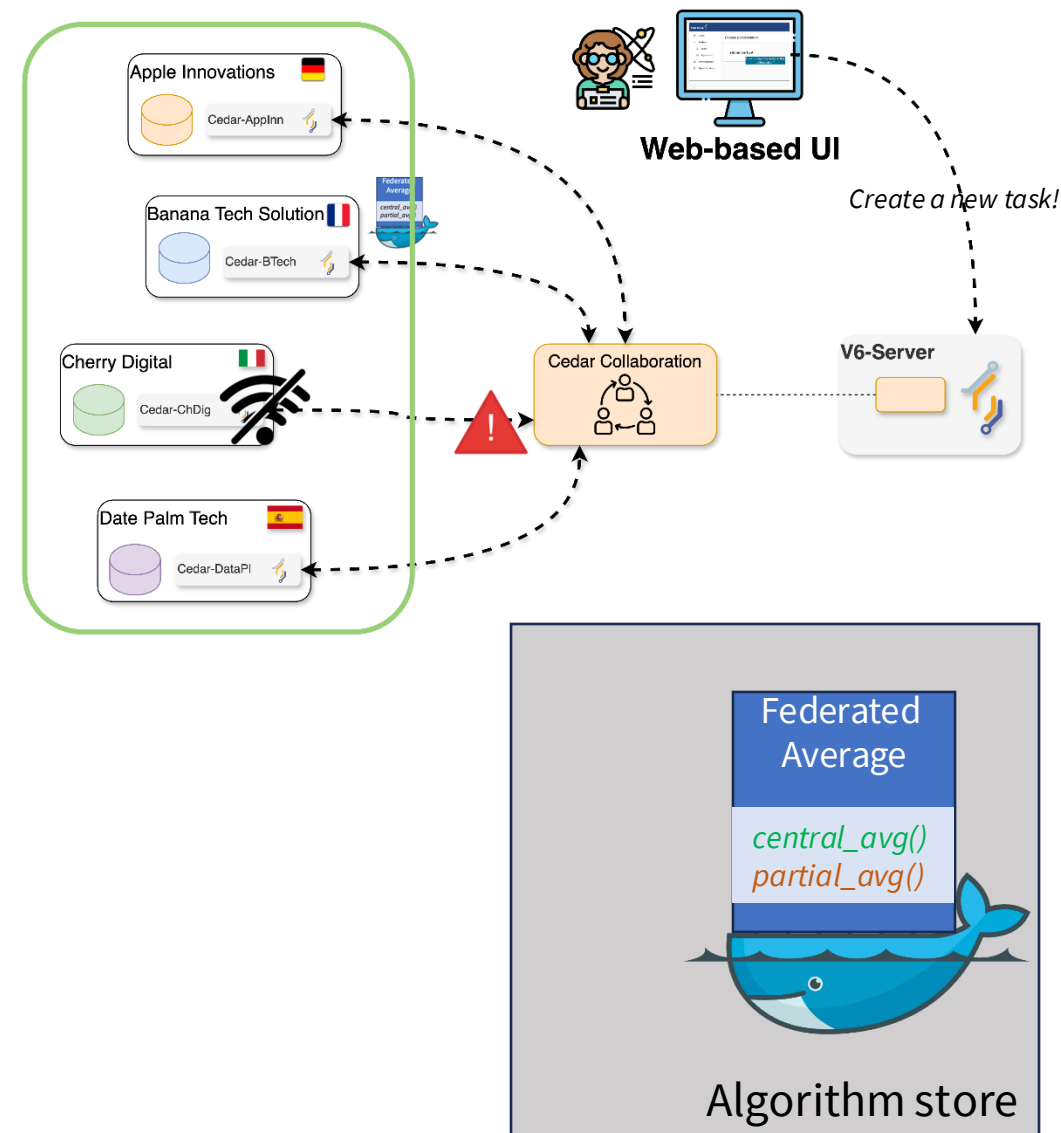 Apple Innovations
Cedar-AppInn
Banana Tech Solution
Cedar-BTech
Federated
Average
central_avg()
partial_avg()
Cherry Digital
Cedar-ChDig
Date Palm Tech
Cedar-DataPl
Web-based UI
Create a new task!
Cedar Collaboration
!
V6-Server
Federated
Average
central_avg()
partial_avg()
Algorithm store